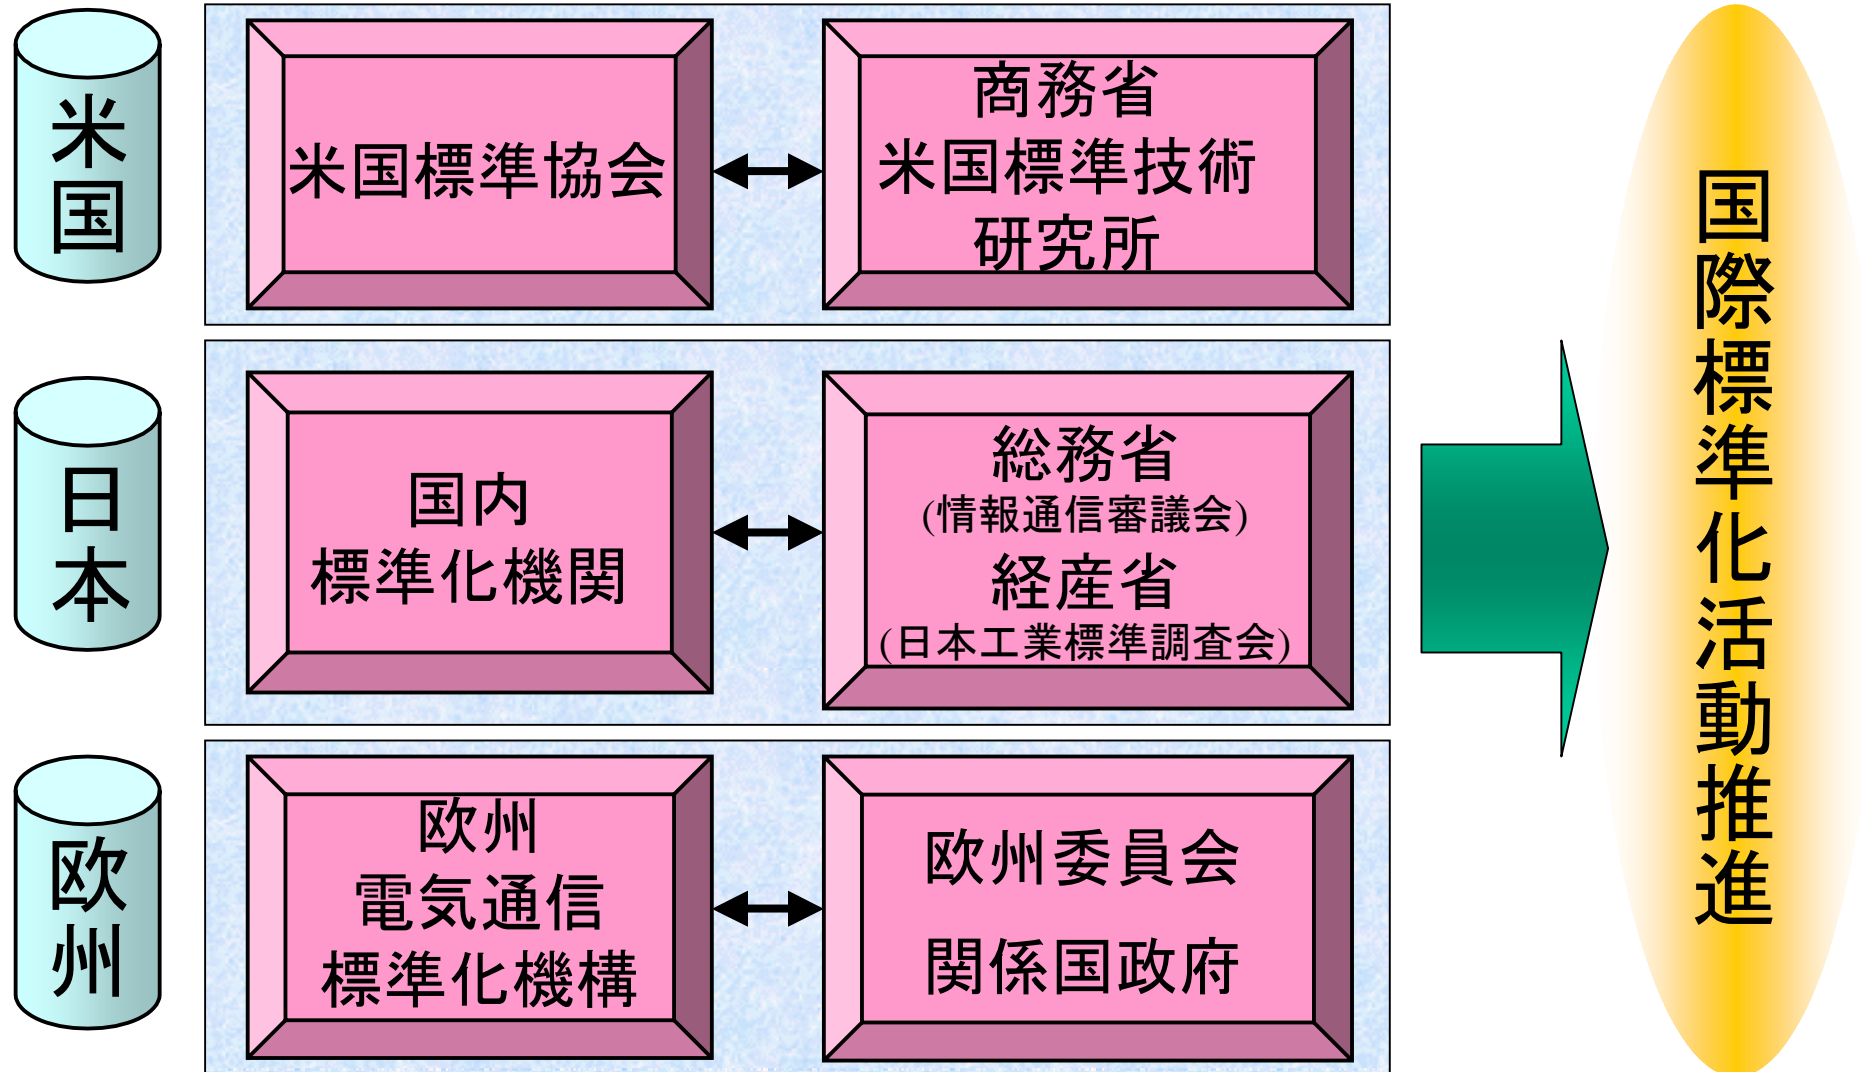 米国
米国標準協会
商務省
米国標準技術
研究所
日本
国内
標準化機関
総務省
(情報通信審議会)
経産省
(日本工業標準調査会)
欧州
欧州
電気通信
標準化機構
欧州委員会
関係国政府
国際標準化活動推進